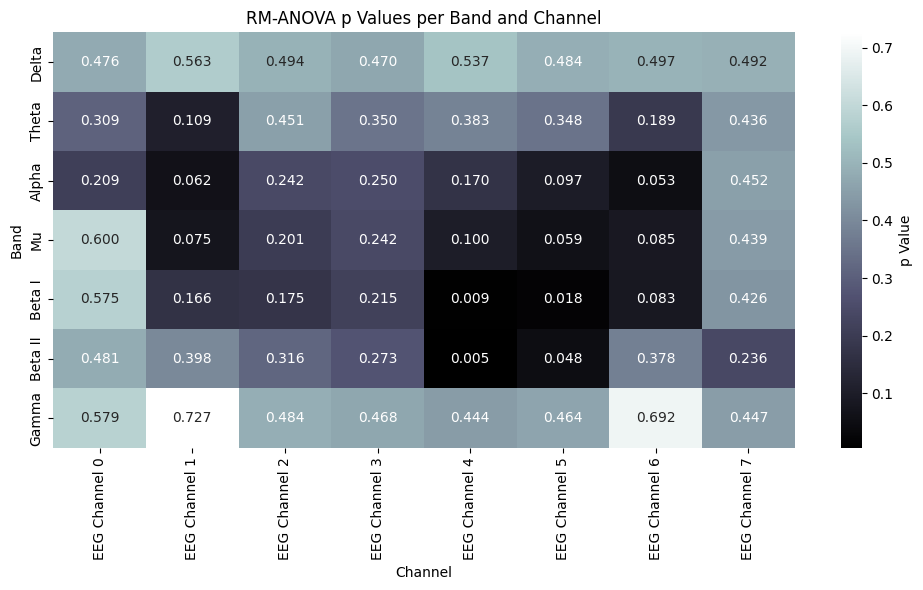 RM-ANOVA p Values per Band and Channel
Delta 0.476 0.563 0.494 0.470 0.537 0.484 0.497 0.492
Theta 0.309 0.109 0.451 0.350 0.383 0.348 0.189 0.436
Alpha 0.209 0.062 0.242 0.250 0.170 0.097 0.053 0.452
Mu 0.600 0.075 0.201 0.242 0.100 0.059 0.085 0.439
Beta I 0.575 0.166 0.175 0.215 0.009 0.018 0.083 0.426
Beta II 0.481 0.398 0.316 0.273 0.005 0.048 0.378 0.236
Gamma 0.579 0.727 0.484 0.468 0.444 0.464 0.692 0.447
Band
EEG Channel 0
EEG Channel 1
EEG Channel 2
EEG Channel 3
EEG Channel 4
EEG Channel 5
EEG Channel 6
EEG Channel 7
Channel
0.7
0.6
0.5
0.4
0.3
0.2
0.1
p Value